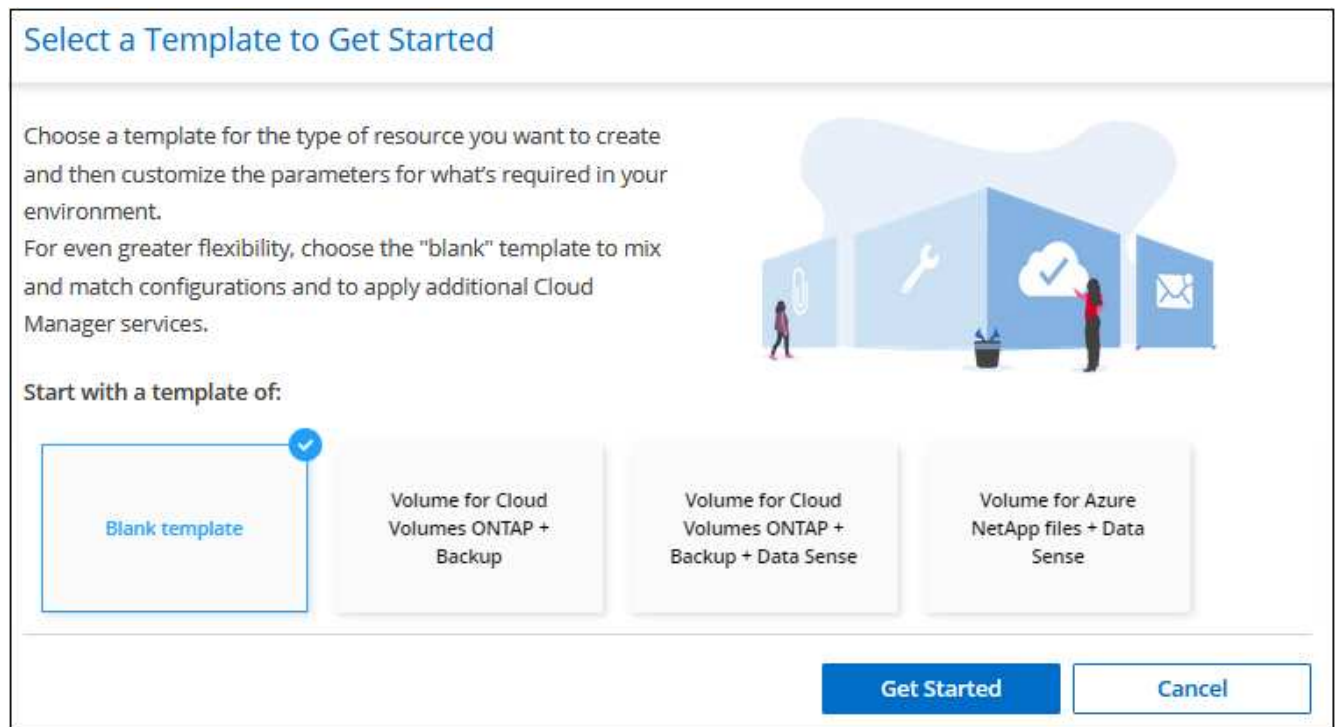 Select a Template to Get Started
Choose a template for the type of resource you want to create
and then customize the parameters for what's required in your
environment.
For even greater flexibility, choose the "blank" template to mix
and match configurations and to apply additional Cloud
Manager services.
Start with a template of:
Blank template
Volume for Cloud
Volumes ONTAP +
Backup
Volume for Cloud
Volumes ONTAP +
Backup + Data Sense
Volume for Azure
NetApp files + Data
Sense
Get Started
Cancel